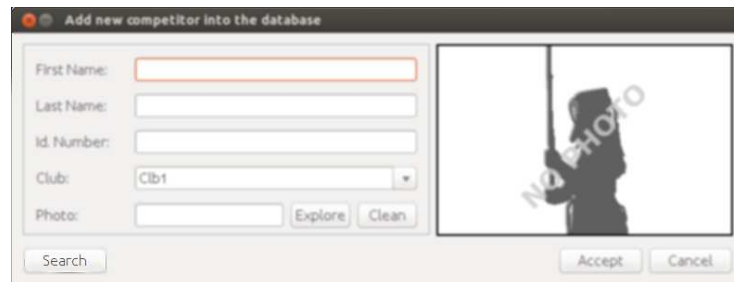 Add new competitor into the database
First Name:
Last Name:
Id. Number:
Club: Clb1
Photo: Explore Clean
NO PHOTO
Search Accept Cancel